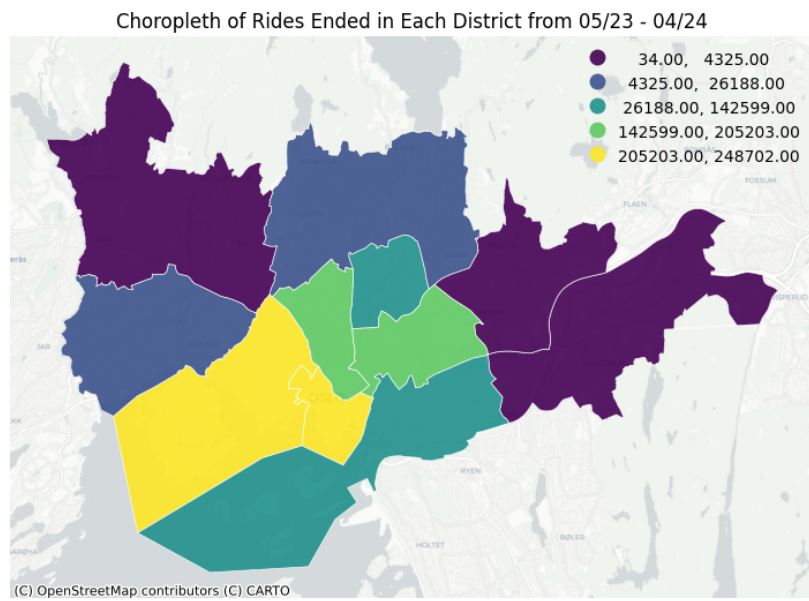 Choropleth of Rides Ended in Each District from 05/23 - 04/24
34.00, 4325.00
4325.00, 26188.00
26188.00, 142599.00
142599.00, 205203.00
205203.00, 248702.00
FOSSUM
FLAEN
JAR
RYEN
HOLTET
RØLER
(C) OpenStreetMap contributors (C) CARTO